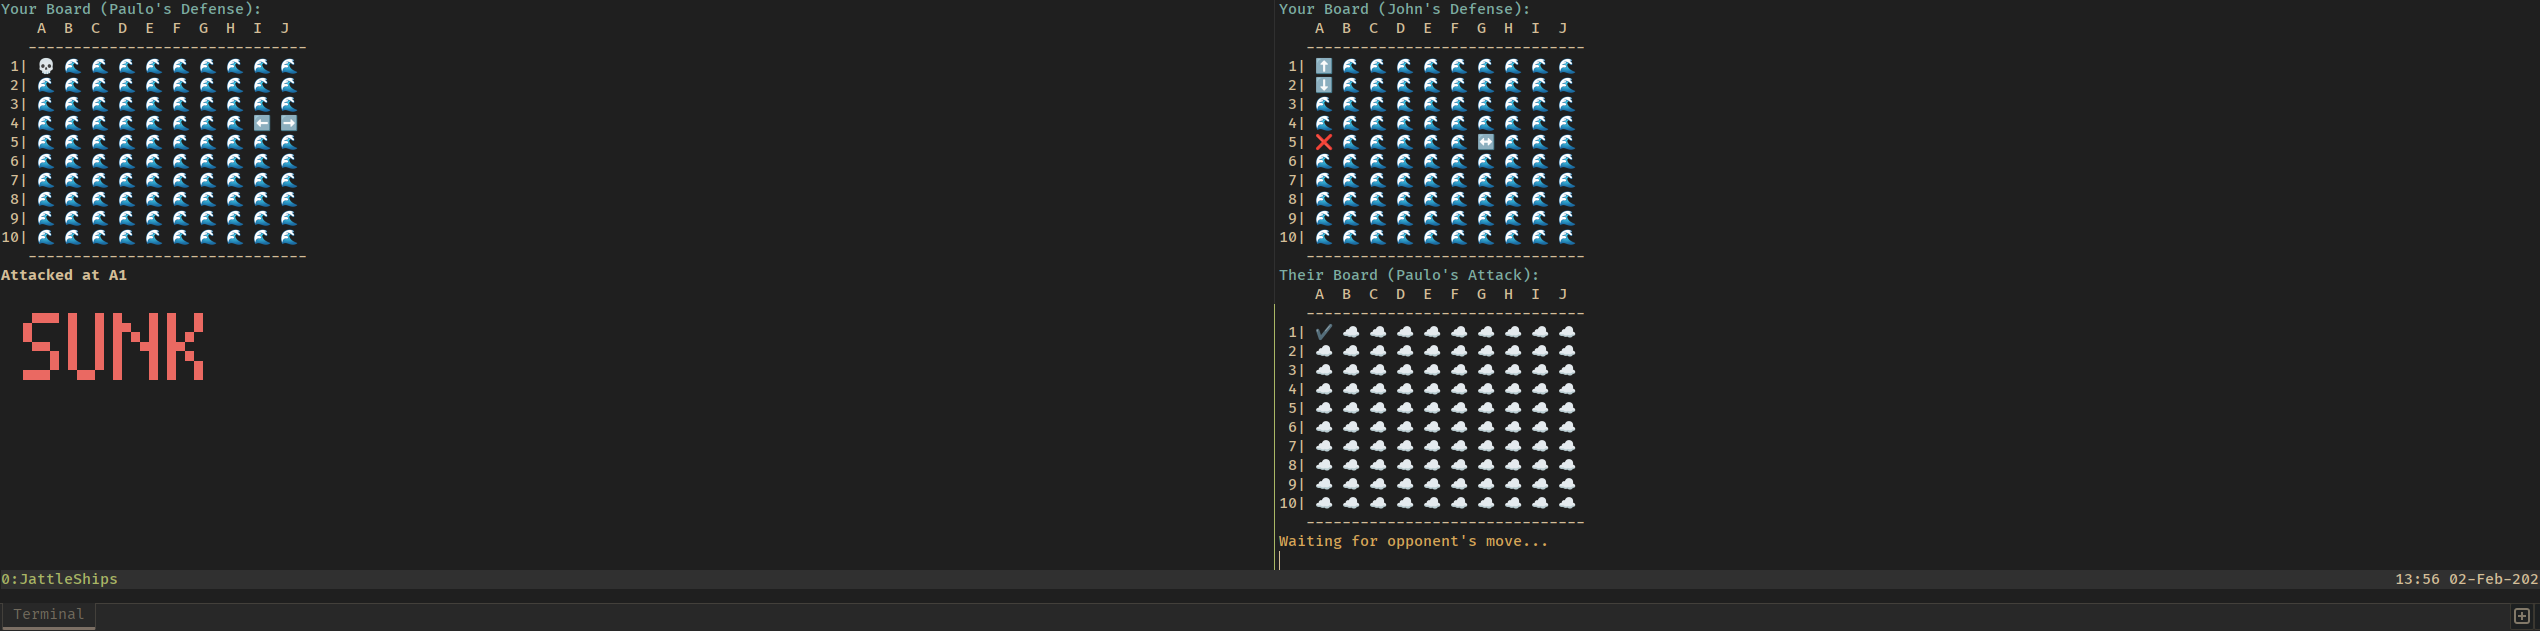 Your Board (Paulo's Defense):
A B C D E F G H I J
-------------------------------
1| 💀 🌊 🌊 🌊 🌊 🌊 🌊 🌊 🌊 🌊
2| 🌊 🌊 🌊 🌊 🌊 🌊 🌊 🌊 🌊 🌊
3| 🌊 🌊 🌊 🌊 🌊 🌊 🌊 🌊 🌊 🌊
4| 🌊 🌊 🌊 🌊 🌊 🌊 🌊 🌊 ⬅️ ➡️
5| 🌊 🌊 🌊 🌊 🌊 🌊 🌊 🌊 🌊 🌊
6| 🌊 🌊 🌊 🌊 🌊 🌊 🌊 🌊 🌊 🌊
7| 🌊 🌊 🌊 🌊 🌊 🌊 🌊 🌊 🌊 🌊
8| 🌊 🌊 🌊 🌊 🌊 🌊 🌊 🌊 🌊 🌊
9| 🌊 🌊 🌊 🌊 🌊 🌊 🌊 🌊 🌊 🌊
10| 🌊 🌊 🌊 🌊 🌊 🌊 🌊 🌊 🌊 🌊
-------------------------------
Attacked at A1
SUNK
Your Board (John's Defense):
A B C D E F G H I J
-------------------------------
1| ⬆️ 🌊 🌊 🌊 🌊 🌊 🌊 🌊 🌊 🌊
2| ⬇️ 🌊 🌊 🌊 🌊 🌊 🌊 🌊 🌊 🌊
3| 🌊 🌊 🌊 🌊 🌊 🌊 🌊 🌊 🌊 🌊
4| 🌊 🌊 🌊 🌊 🌊 🌊 🌊 🌊 🌊 🌊
5| ❌ 🌊 🌊 🌊 🌊 🌊 ↔️ 🌊 🌊 🌊
6| 🌊 🌊 🌊 🌊 🌊 🌊 🌊 🌊 🌊 🌊
7| 🌊 🌊 🌊 🌊 🌊 🌊 🌊 🌊 🌊 🌊
8| 🌊 🌊 🌊 🌊 🌊 🌊 🌊 🌊 🌊 🌊
9| 🌊 🌊 🌊 🌊 🌊 🌊 🌊 🌊 🌊 🌊
10| 🌊 🌊 🌊 🌊 🌊 🌊 🌊 🌊 🌊 🌊
-------------------------------
Their Board (Paulo's Attack):
A B C D E F G H I J
-------------------------------
1| ✔️ ☁️ ☁️ ☁️ ☁️ ☁️ ☁️ ☁️ ☁️ ☁️
2| ☁️ ☁️ ☁️ ☁️ ☁️ ☁️ ☁️ ☁️ ☁️ ☁️
3| ☁️ ☁️ ☁️ ☁️ ☁️ ☁️ ☁️ ☁️ ☁️ ☁️
4| ☁️ ☁️ ☁️ ☁️ ☁️ ☁️ ☁️ ☁️ ☁️ ☁️
5| ☁️ ☁️ ☁️ ☁️ ☁️ ☁️ ☁️ ☁️ ☁️ ☁️
6| ☁️ ☁️ ☁️ ☁️ ☁️ ☁️ ☁️ ☁️ ☁️ ☁️
7| ☁️ ☁️ ☁️ ☁️ ☁️ ☁️ ☁️ ☁️ ☁️ ☁️
8| ☁️ ☁️ ☁️ ☁️ ☁️ ☁️ ☁️ ☁️ ☁️ ☁️
9| ☁️ ☁️ ☁️ ☁️ ☁️ ☁️ ☁️ ☁️ ☁️ ☁️
10| ☁️ ☁️ ☁️ ☁️ ☁️ ☁️ ☁️ ☁️ ☁️ ☁️
-------------------------------
Waiting for opponent's move...
0:JattleShips 13:56 02-Feb-202
Terminal